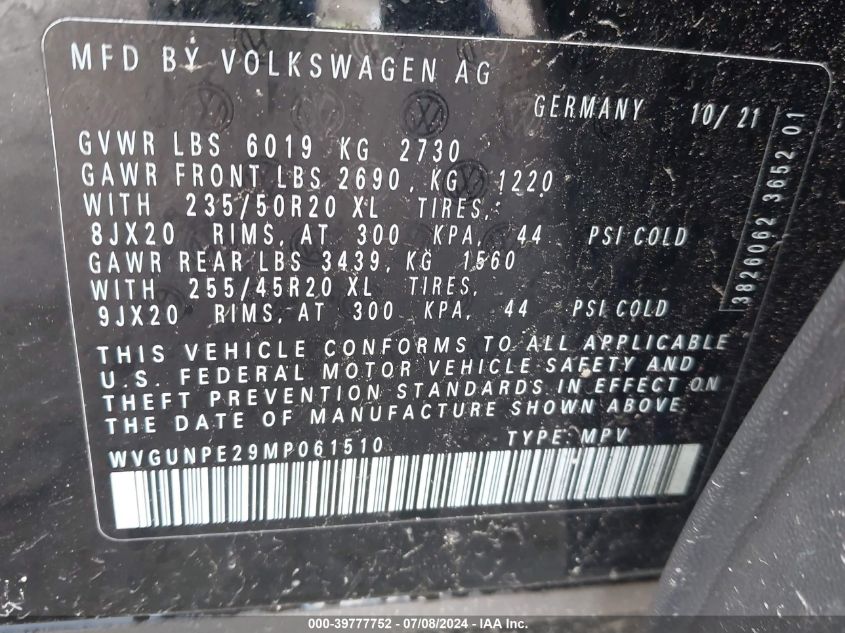 MFD BY VOLKSWAGEN AG
GERMANY 10/21
GVWR LBS 6019 KG 2730
GAWR FRONT LBS 2690, KG 1220
WITH 235/50R20 XL TIRES,
8JX20 RIMS, AT 300 KPA, 44 PSI COLD
GAWR REAR LBS 3439, KG 1560
WITH 255/45R20 XL TIRES,
9JX20 RIMS, AT 300 KPA, 44 PSI COLD
THIS VEHICLE CONFORMS TO ALL APPLICABLE
U.S. FEDERAL MOTOR VEHICLE SAFETY AND
THEFT PREVENTION STANDARDS IN EFFECT ON
THE DATE OF MANUFACTURE SHOWN ABOVE
WVGUNPE29MP061510 TYPE: MPV
3826062 3652 01
000-39777752 - 07/08/2024 - IAA Inc.